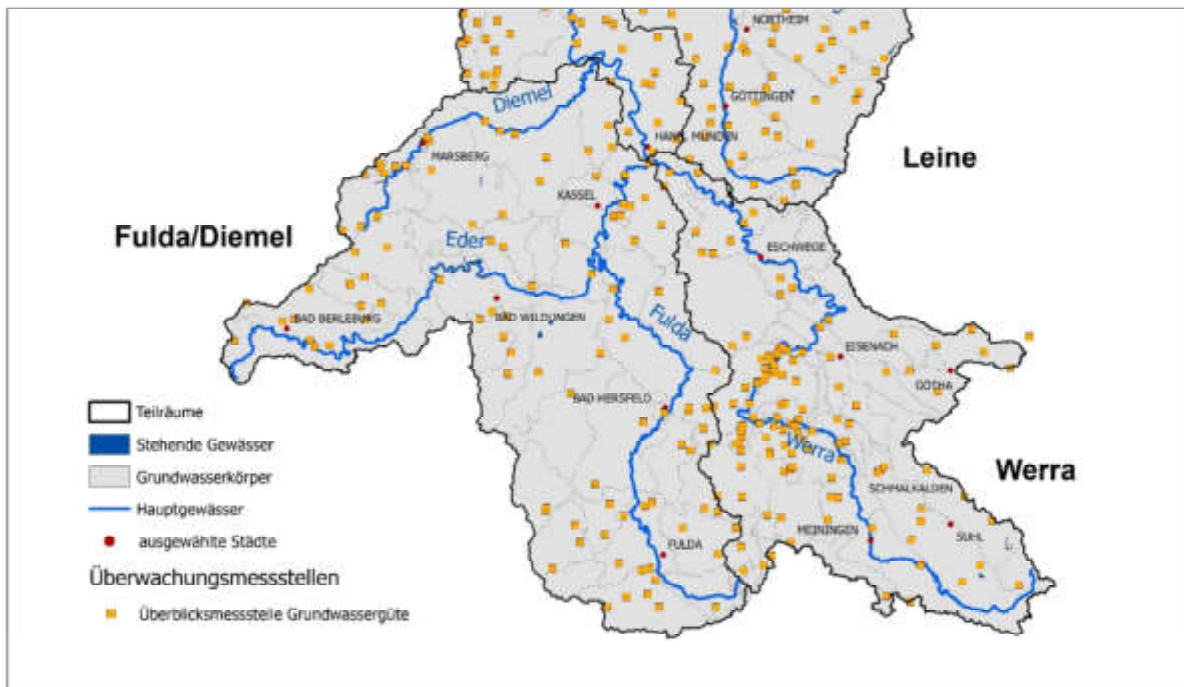 NORTHEIM
GÖTTINGEN
Diemel
HANN. MÜNDEN
MARSBERG
Leine
KASSEL
Fulda/Diemel
Eder
ESCHWEGE
Fulda
BAD BERLEBURG
BAD WILDUNGEN
EISENACH
GOTHA
BAD HERSFELD
Werra
Werra
SCHMALKALDEN
MEININGEN
SUHL
FULDA
Teilräume
Stehende Gewässer
Grundwasserkörper
Hauptgewässer
ausgewählte Städte
Überwachungsmessstellen
Überblicksmessstelle Grundwassergüte